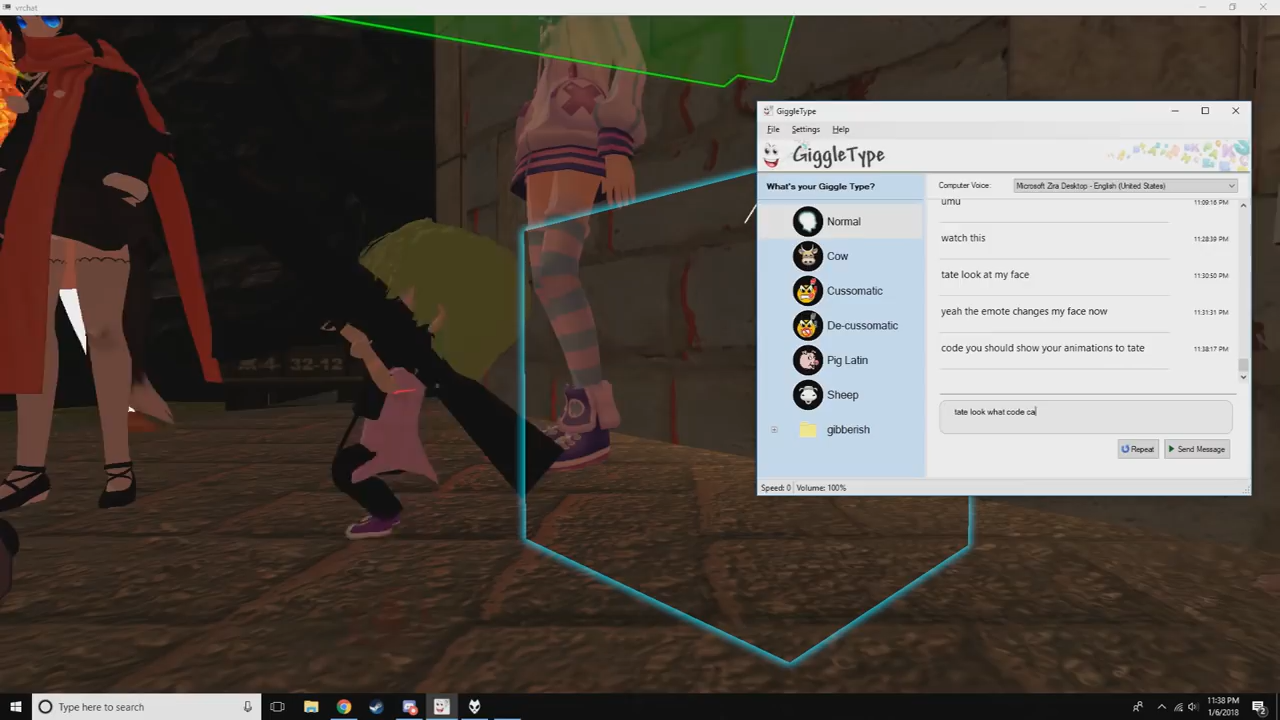 vrchat
GiggleType
File Settings Help
GiggleType
What's your Giggle Type?
Computer Voice: Microsoft Zira Desktop - English (United States)
Normal
Cow
Cussomatic
De-cussomatic
Pig Latin
Sheep
gibberish
umu 11:09:16 PM
watch this 11:28:39 PM
tate look at my face 11:30:50 PM
yeah the emote changes my face now 11:31:31 PM
code you should show your animations to tate 11:38:17 PM
tate look what code ca
Repeat Send Message
Speed: 0 Volume: 100%
32-12
Type here to search
11:38 PM
1/6/2018
2